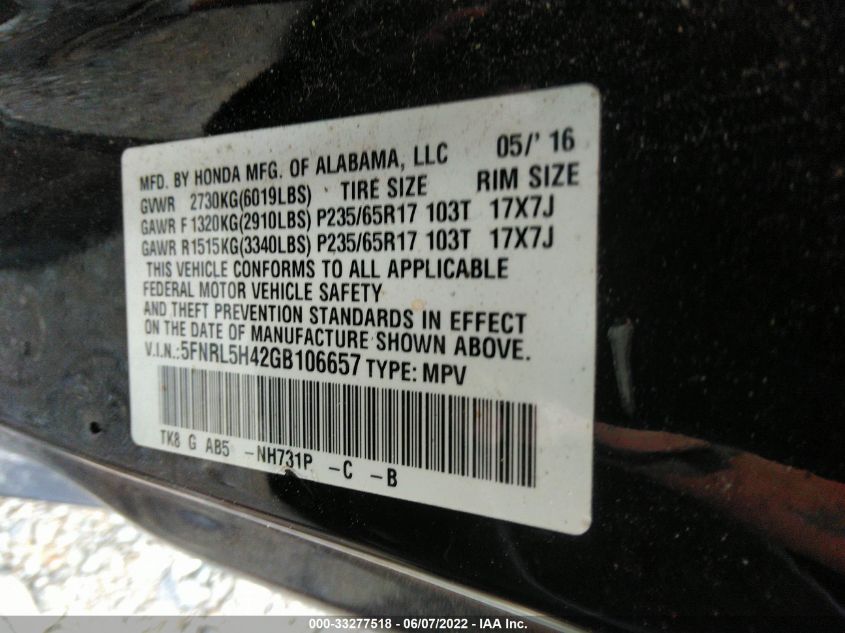 MFD. BY HONDA MFG. OF ALABAMA, LLC 05/' 16
GVWR 2730KG(6019LBS) TIRE SIZE RIM SIZE
GAWR F 1320KG(2910LBS) P235/65R17 103T 17X7J
GAWR R1515KG(3340LBS) P235/65R17 103T 17X7J
THIS VEHICLE CONFORMS TO ALL APPLICABLE
FEDERAL MOTOR VEHICLE SAFETY
AND THEFT PREVENTION STANDARDS IN EFFECT
ON THE DATE OF MANUFACTURE SHOWN ABOVE.
V.I.N.:5FNRL5H42GB106657 TYPE: MPV
TK8 G AB5 -NH731P -C -B
000-33277518 - 06/07/2022 - IAA Inc.